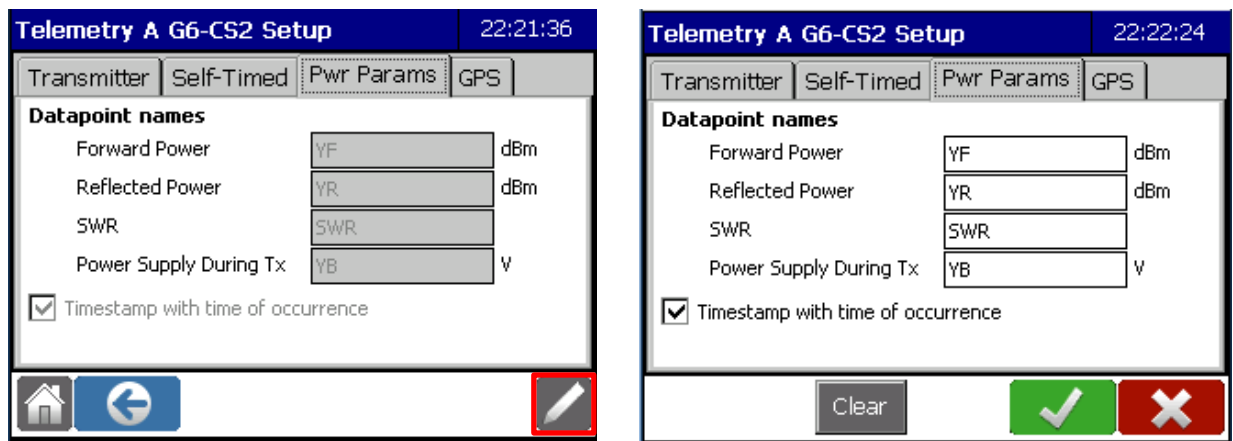 Telemetry A G6-CS2 Setup 22:21:36
Transmitter Self-Timed Pwr Params GPS
Datapoint names
Forward Power YF dBm
Reflected Power YR dBm
SWR SWR
Power Supply During Tx YB V
Timestamp with time of occurrence
Telemetry A G6-CS2 Setup 22:22:24
Transmitter Self-Timed Pwr Params GPS
Datapoint names
Forward Power YF dBm
Reflected Power YR dBm
SWR SWR
Power Supply During Tx YB V
Timestamp with time of occurrence
Clear